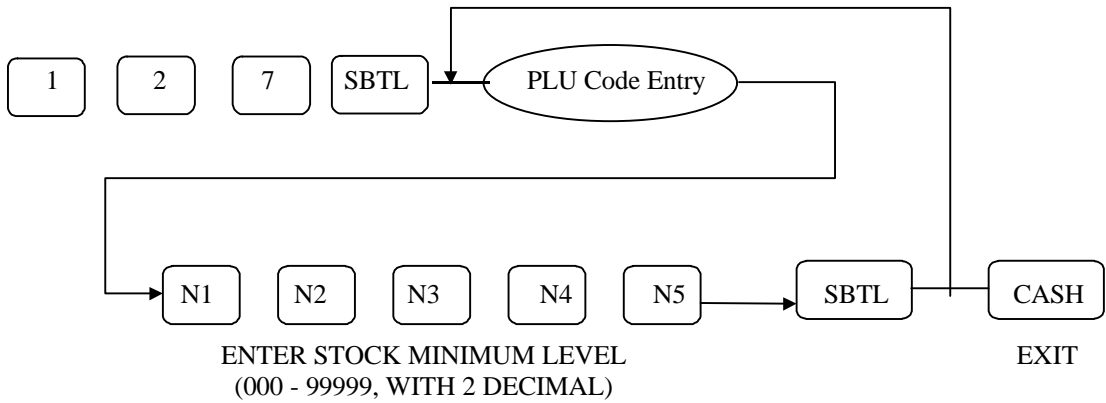 1 2 7 SBTL PLU Code Entry
N1 N2 N3 N4 N5 SBTL CASH
ENTER STOCK MINIMUM LEVEL EXIT
(000 - 99999, WITH 2 DECIMAL)